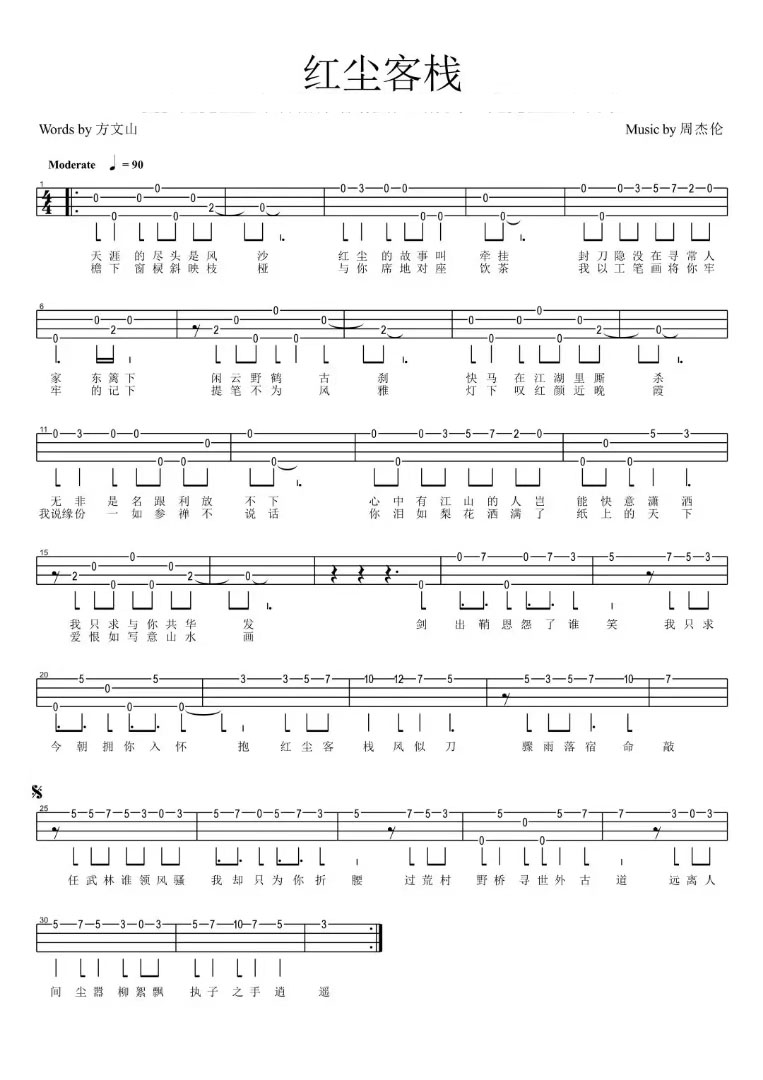 红尘客栈
Words by 方文山
Music by 周杰伦
Moderate ♩ = 90
天涯的尽头是风 沙 红尘的故事叫 牵挂 封刀隐没在寻常人
檐下窗棂斜映枝 桠 与你席地对座 饮茶 我以工笔画将你牢
家 东篱下 闲云野鹤 古 刹 快马在江湖里厮 杀
牢的记下 提笔不为 风 雅 灯下叹红颜近晚 霞
无非是名跟利放 不下 心中有江山的人岂 能快意潇洒
我说缘份一如参禅不 说话 你泪如梨花洒满了 纸上的天下
我只求与你共华 发 剑 出鞘恩怨了谁 笑 我只求
爱恨如写意山水 画
今朝拥你入怀 抱 红尘客 栈风似刀 骤雨落宿 命敲
任武林谁领风骚 我却只为你折 腰 过荒村 野桥寻世外古 道 远离人
间尘嚣 柳絮飘 执子之手逍 遥